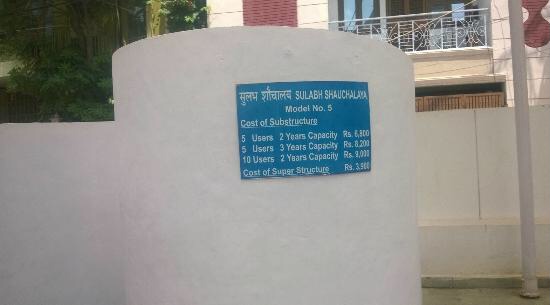 सुलभ शौचालय SULABH SHAUCHALAYA
Model No. 5
Cost of Substructure
5 Users 2 Years Capacity Rs. 6,800
5 Users 3 Years Capacity Rs. 8,200
10 Users 2 Years Capacity Rs. 9,000
Cost of Super Structure Rs. 3,900